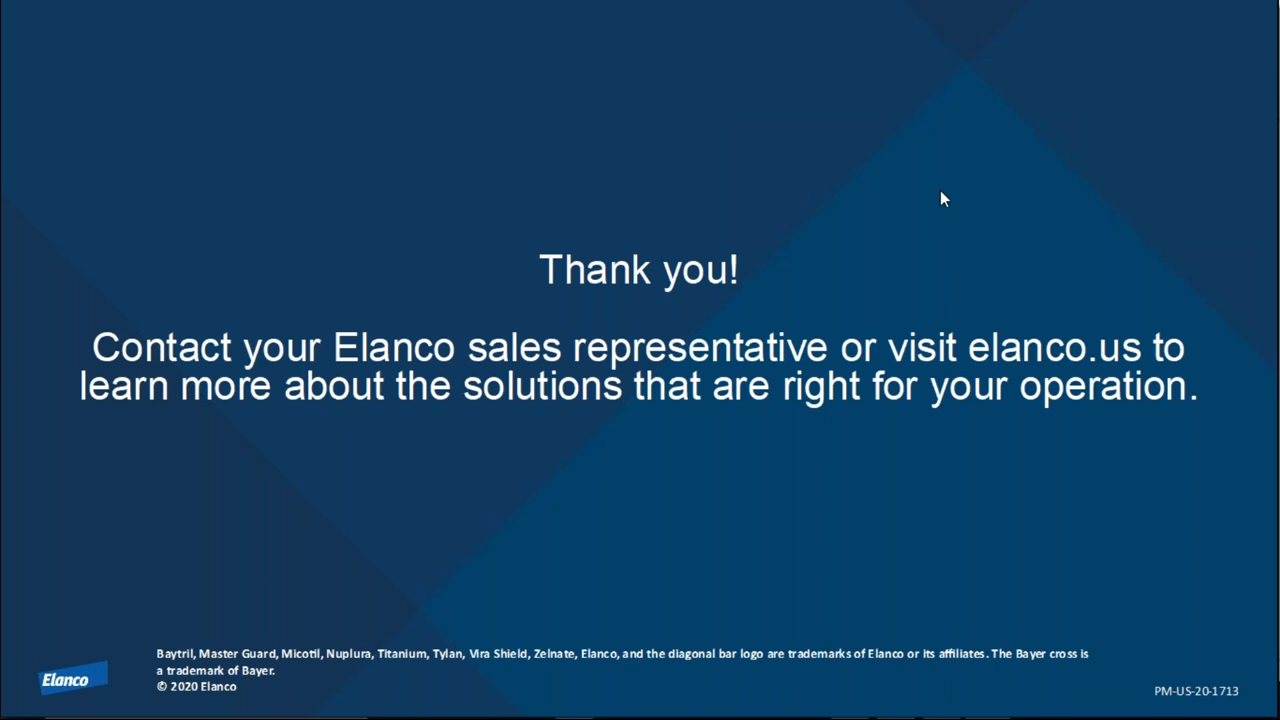 Thank you!
Contact your Elanco sales representative or visit elanco.us to
learn more about the solutions that are right for your operation.
Elanco
Baytril, Master Guard, Micotil, Nuplura, Titanium, Tylan, Vira Shield, Zelnate, Elanco, and the diagonal bar logo are trademarks of Elanco or its affiliates. The Bayer cross is
a trademark of Bayer.
© 2020 Elanco
PM-US-20-1713